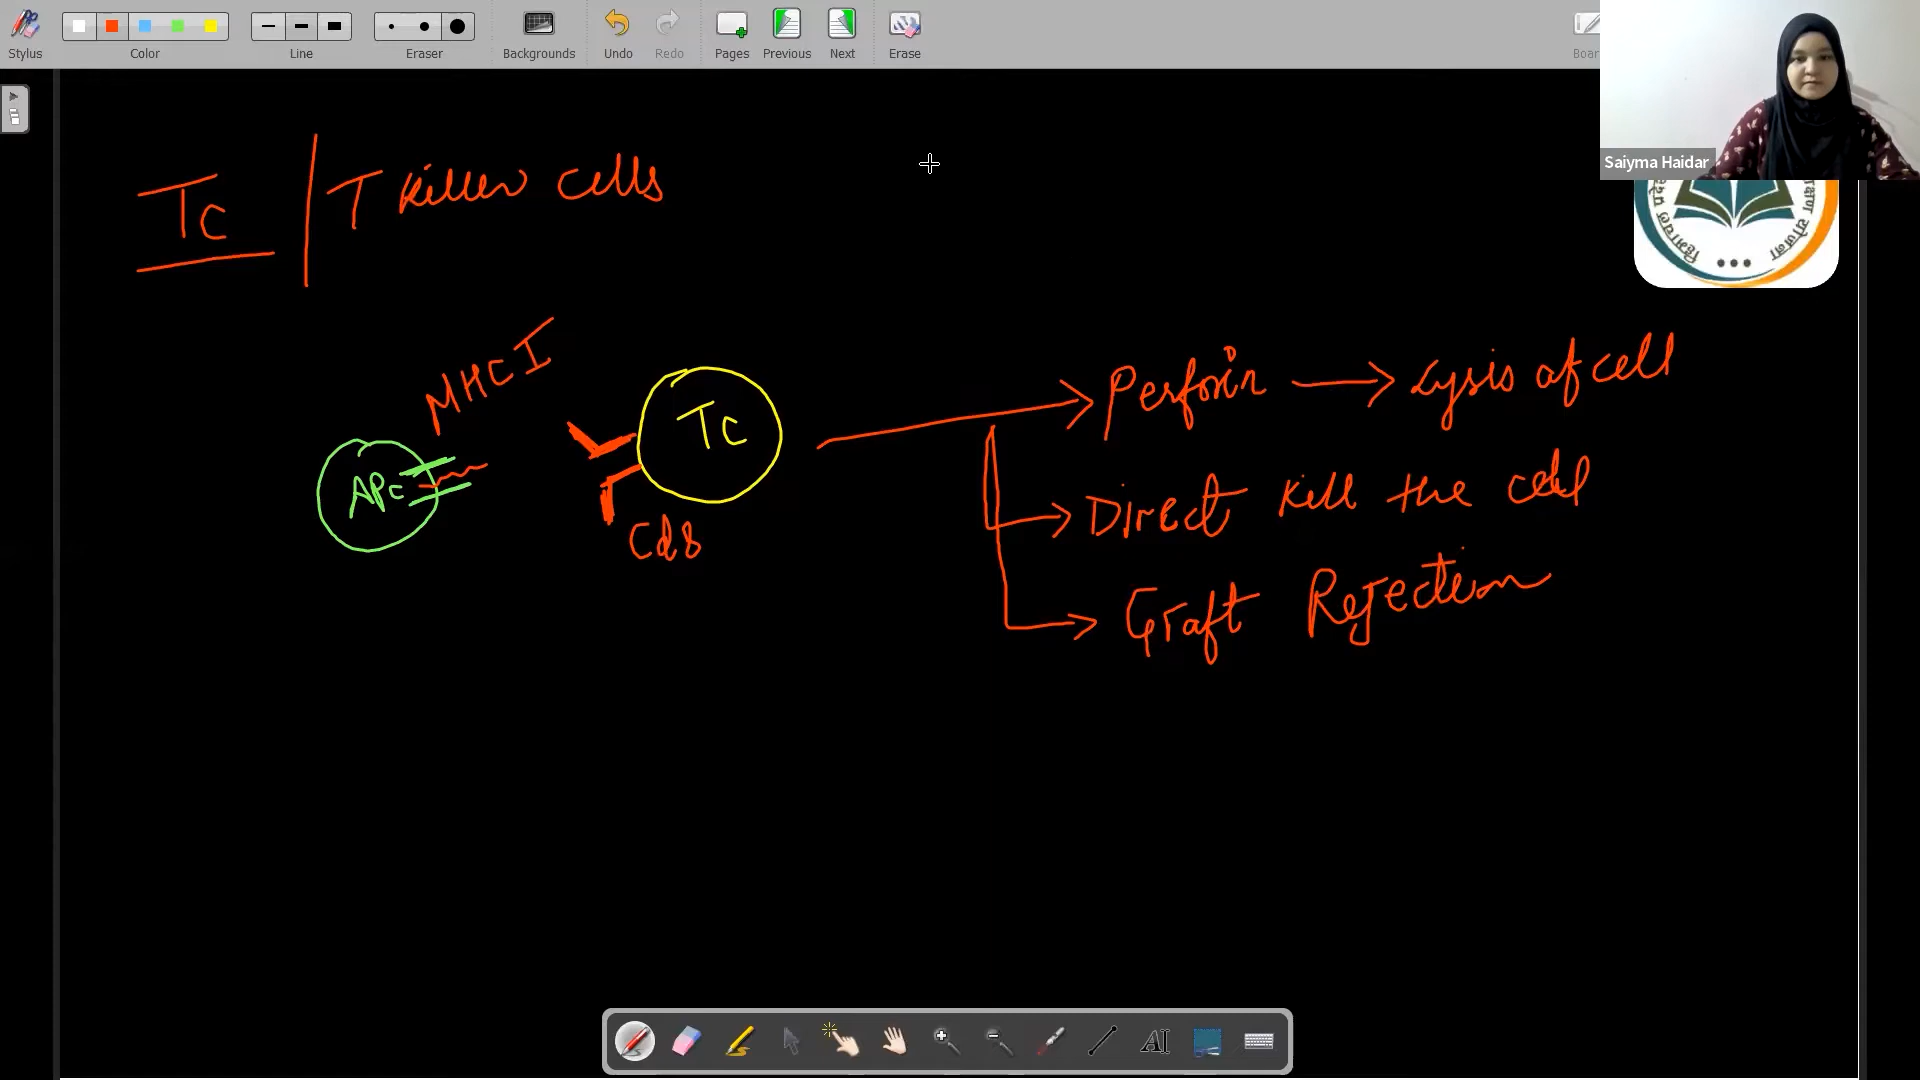 Stylus Color Line Eraser Backgrounds Undo Redo Pages Previous Next Erase
Saiyma Haidar
Tc | T Killer cells
MHC I
APc
Tc
Cd8
Perforin → Lysis of cell
Direct Kill the cell
Graft Rejection